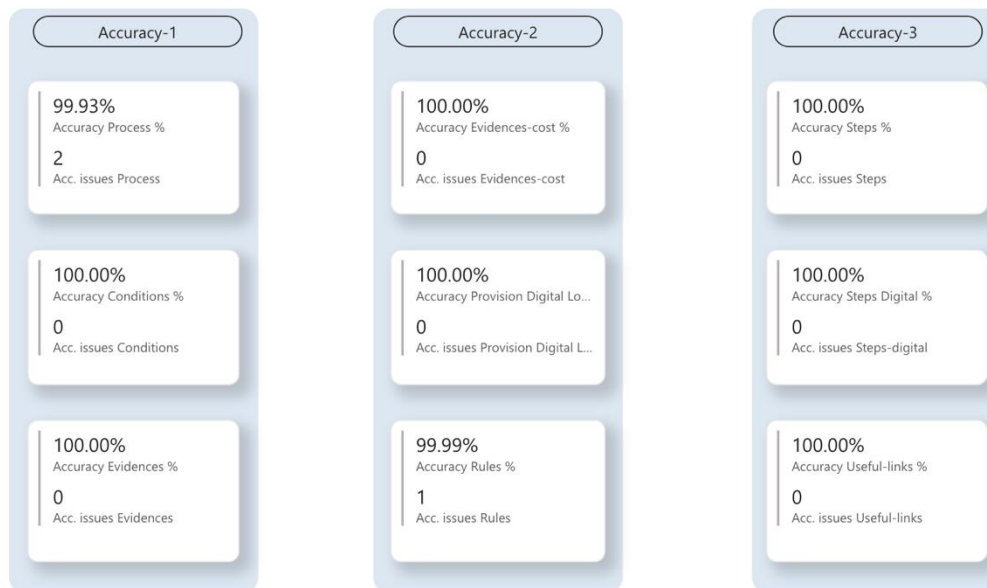 Accuracy-1
99.93%
Accuracy Process %
2
Acc. issues Process
100.00%
Accuracy Conditions %
0
Acc. issues Conditions
100.00%
Accuracy Evidences %
0
Acc. issues Evidences
Accuracy-2
100.00%
Accuracy Evidences-cost %
0
Acc. issues Evidences-cost
100.00%
Accuracy Provision Digital Lo...
0
Acc. issues Provision Digital L...
99.99%
Accuracy Rules %
1
Acc. issues Rules
Accuracy-3
100.00%
Accuracy Steps %
0
Acc. issues Steps
100.00%
Accuracy Steps Digital %
0
Acc. issues Steps-digital
100.00%
Accuracy Useful-links %
0
Acc. issues Useful-links